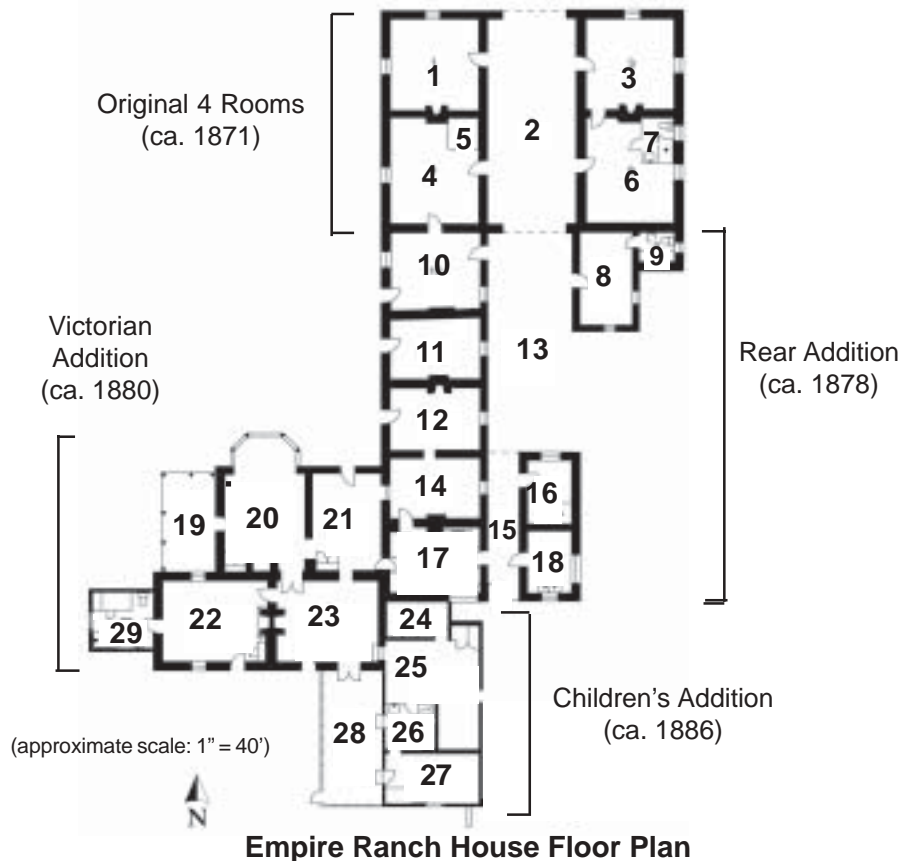 Original 4 Rooms
(ca. 1871)
1
2
3
4
5
6
7
8
9
10
11
12
13
Victorian
Addition
(ca. 1880)
Rear Addition
(ca. 1878)
14
15
16
17
18
19
20
21
22
23
24
25
26
27
28
29
Children's Addition
(ca. 1886)
(approximate scale: 1” = 40’)
N
Empire Ranch House Floor Plan